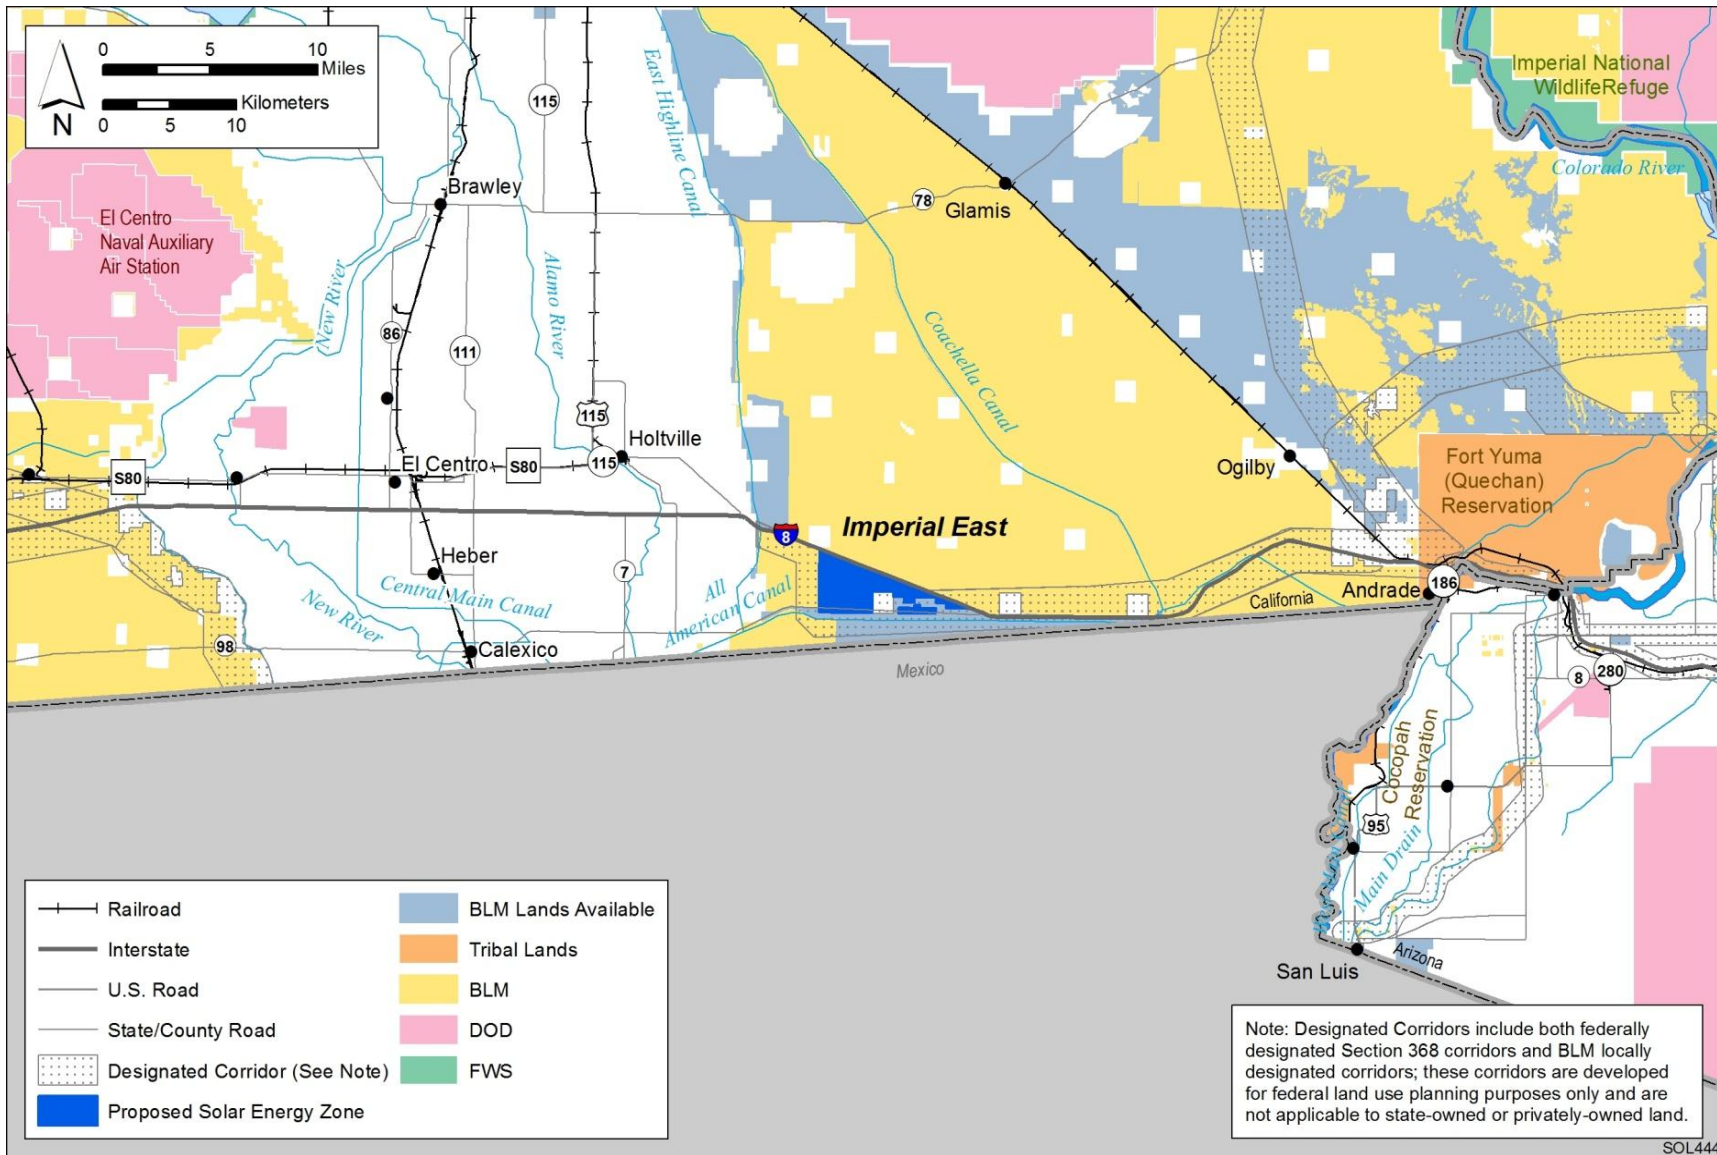 0 5 10
Miles
Kilometers
0 5 10
N
115
East Highline Canal
Imperial National
WildlifeRefuge
Colorado River
Brawley
78
Glamis
El Centro
Naval Auxiliary
Air Station
New River
Alamo River
86
111
Coachella Canal
115
Holtville
115
El Centro
S80
S80
Ogilby
Fort Yuma
(Quechan)
Reservation
Imperial East
8
Heber
7
All
American Canal
Central Main Canal
New River
California
Andrade
186
98
Calexico
Mexico
8
280
Cocopah
Reservation
95
Main Drain
San Luis
Arizona
Railroad
Interstate
U.S. Road
State/County Road
Designated Corridor (See Note)
Proposed Solar Energy Zone
BLM Lands Available
Tribal Lands
BLM
DOD
FWS
Note: Designated Corridors include both federally
designated Section 368 corridors and BLM locally
designated corridors; these corridors are developed
for federal land use planning purposes only and are
not applicable to state-owned or privately-owned land.
SOL444